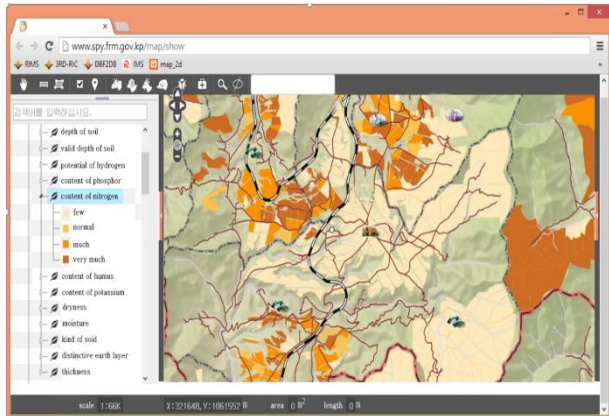 www.spy.frm.gov.kp/map/show
RIMS 3RD-RIC DBF2DB IMS map_2d
검색어를 입력하십시요.
depth of soil
valid depth of soil
potential of hydrogen
content of phosphor
content of nitrogen
few
normal
much
very much
content of humus
content of potassium
dryness
moisture
kind of soid
distinctive earth layer
thickness
scale 1:66K X:321648, Y:1061552 m area 0 m² length 0 m